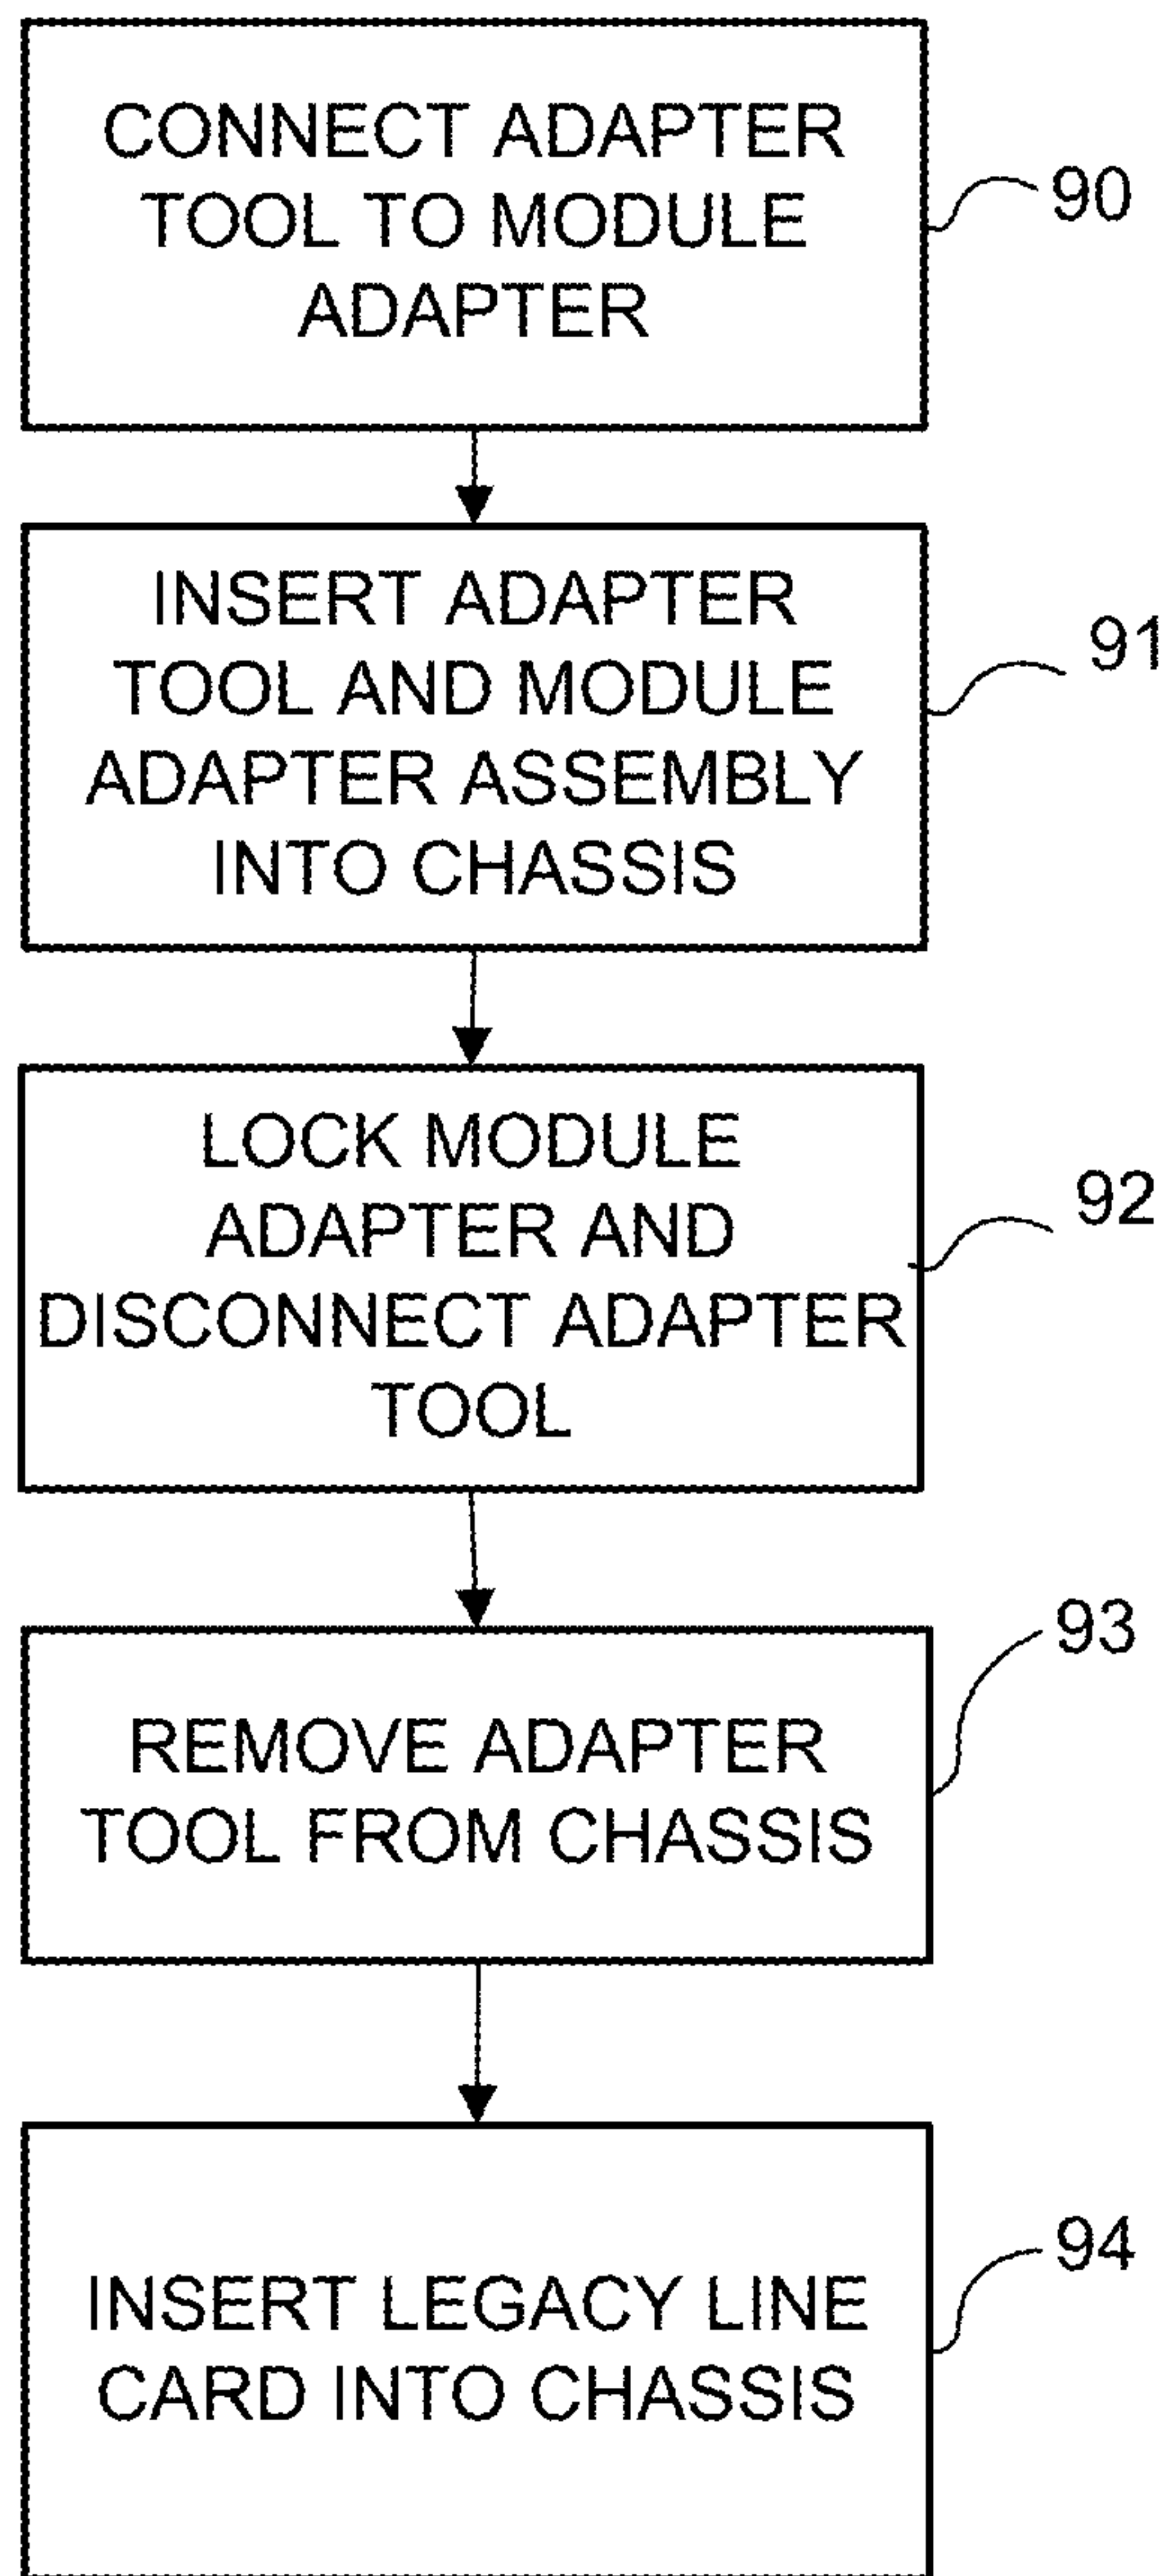 CONNECT ADAPTER
TOOL TO MODULE
ADAPTER
90
INSERT ADAPTER
TOOL AND MODULE
ADAPTER ASSEMBLY
INTO CHASSIS
91
LOCK MODULE
ADAPTER AND
DISCONNECT ADAPTER
TOOL
92
REMOVE ADAPTER
TOOL FROM CHASSIS
93
INSERT LEGACY LINE
CARD INTO CHASSIS
94